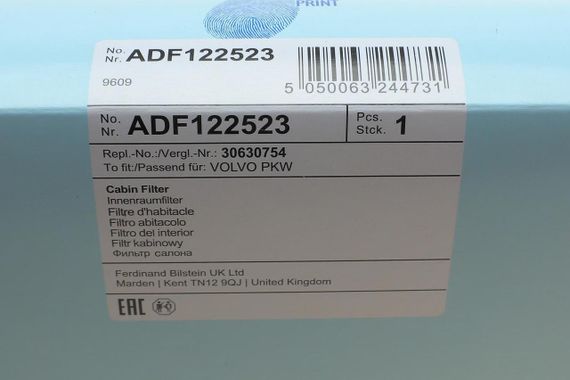 PRINT
No.
Nr. ADF122523
9609
5 050063 244731
No.
Nr. ADF122523
Pcs.
Stck. 1
Repl.-No.:/Vergl.-Nr.: 30630754
To fit:/Passend für: VOLVO PKW
Cabin Filter
Innenraumfilter
Filtre d'habitacle
Filtro abitacolo
Filtro del interior
Filtr kabinowy
Фильтр салона
Ferdinand Bilstein UK Ltd
Marden | Kent TN12 9QJ | United Kingdom
EAC